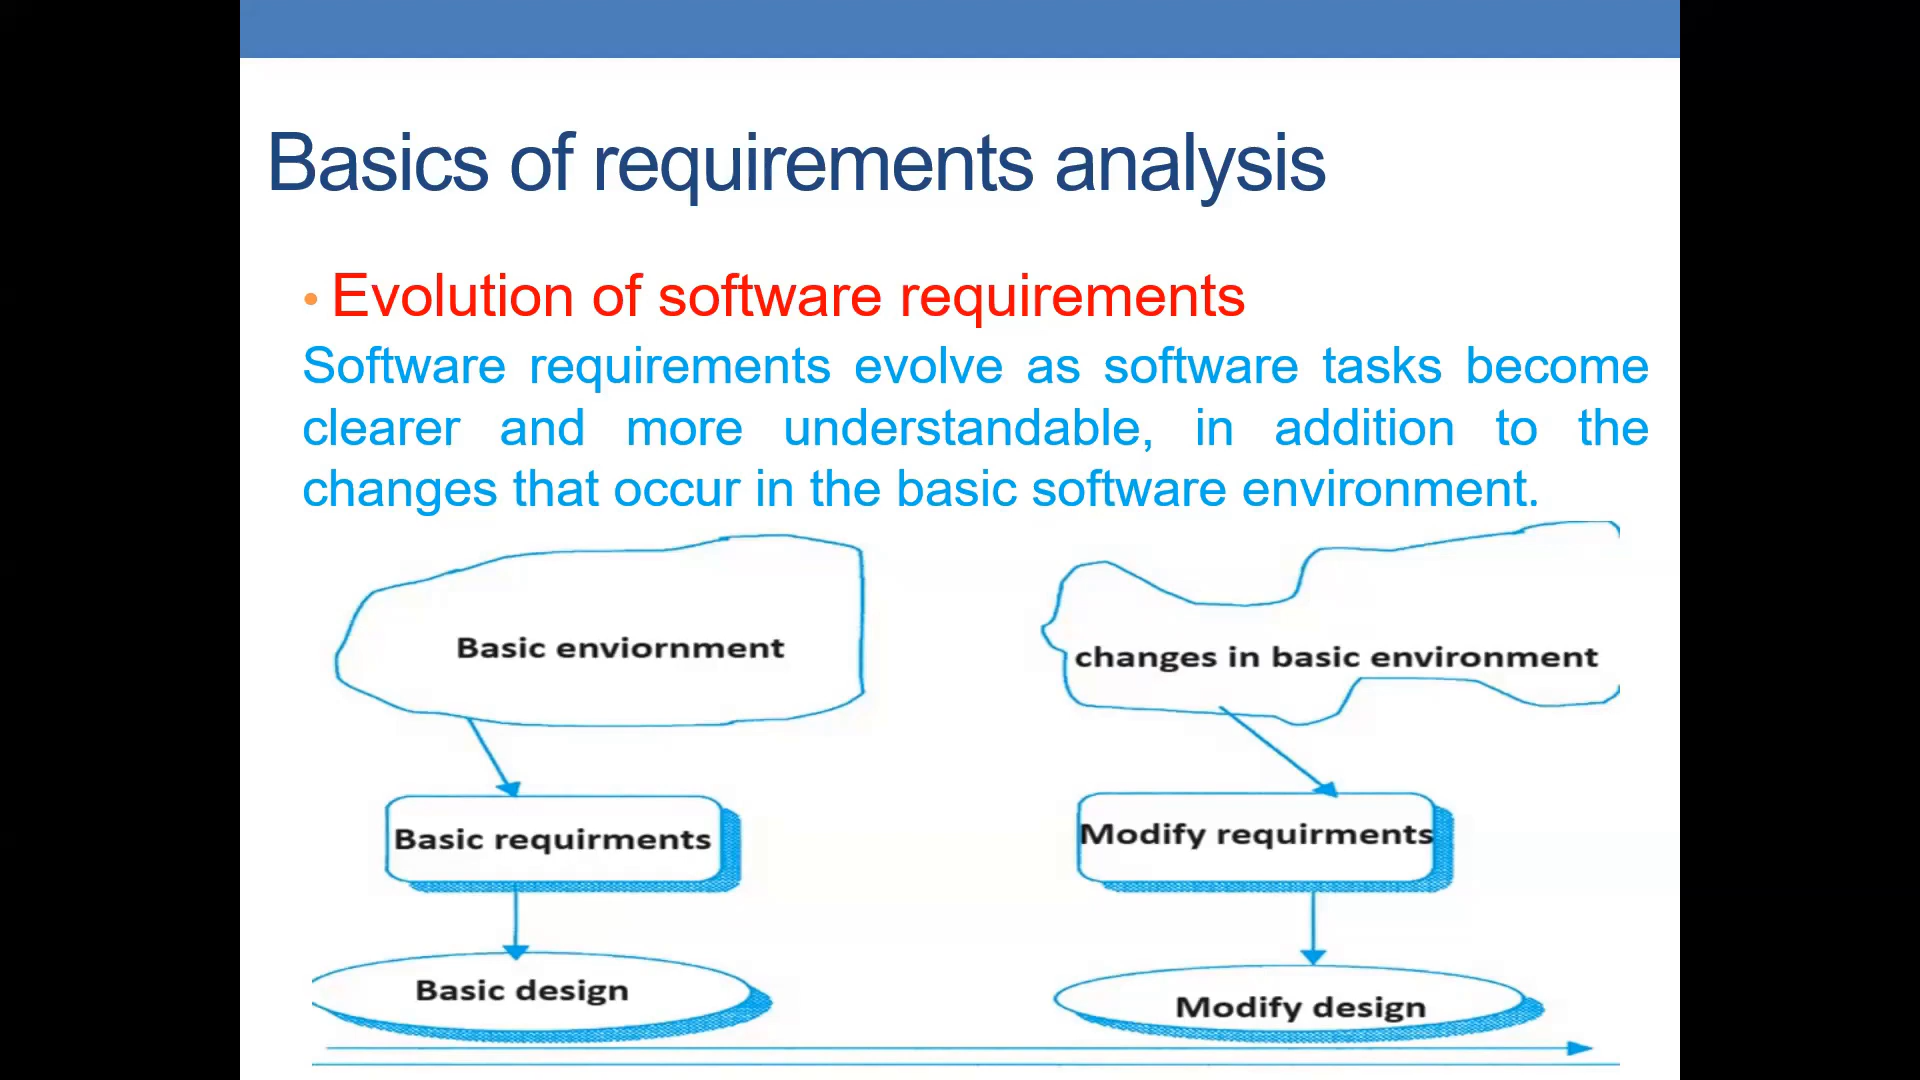 Basics of requirements analysis
• Evolution of software requirements
Software requirements evolve as software tasks become
clearer and more understandable, in addition to the
changes that occur in the basic software environment.
Basic enviornment
changes in basic environment
Basic requirments
Modify requirments
Basic design
Modify design